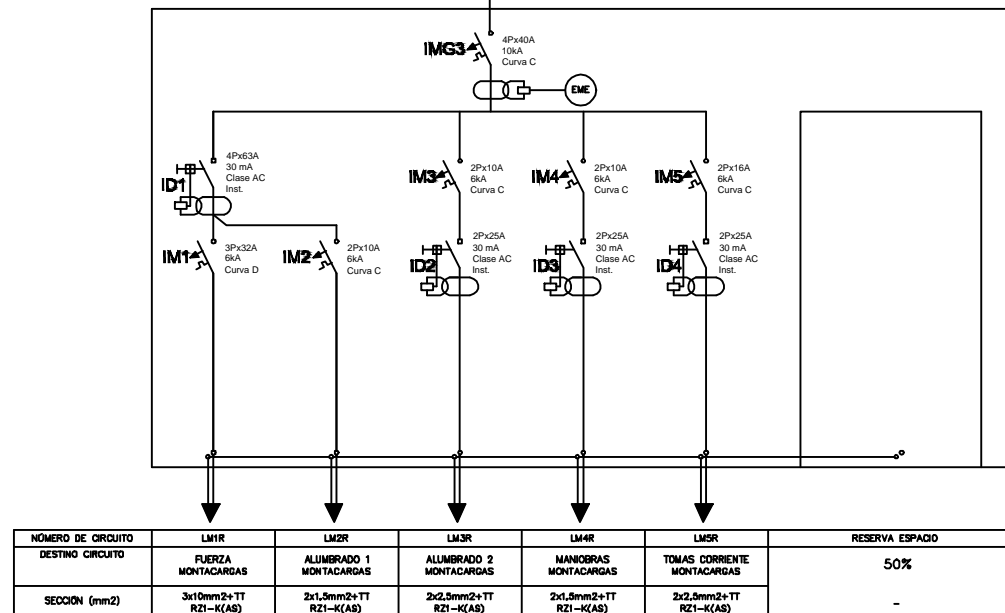 IMG3
4Px40A
10kA
Curva C
EME
ID1
4Px63A
30 mA
Clase AC
Inst.
IM3
2Px10A
6kA
Curva C
IM4
2Px10A
6kA
Curva C
IM5
2Px16A
6kA
Curva C
IM1
3Px32A
6kA
Curva D
IM2
2Px10A
6kA
Curva C
ID2
2Px25A
30 mA
Clase AC
Inst.
ID3
2Px25A
30 mA
Clase AC
Inst.
ID4
2Px25A
30 mA
Clase AC
Inst.
NÚMERO DE CIRCUITO LM1R LM2R LM3R LM4R LM5R RESERVA ESPACIO
DESTINO CIRCUITO
FUERZA
MONTACARGAS
ALUMBRADO 1
MONTACARGAS
ALUMBRADO 2
MONTACARGAS
MANIOBRAS
MONTACARGAS
TOMAS CORRIENTE
MONTACARGAS
50%
SECCIÓN (mm2)
3x10mm2+TT
RZ1-K(AS)
2x1,5mm2+TT
RZ1-K(AS)
2x2,5mm2+TT
RZ1-K(AS)
2x1,5mm2+TT
RZ1-K(AS)
2x2,5mm2+TT
RZ1-K(AS)
-